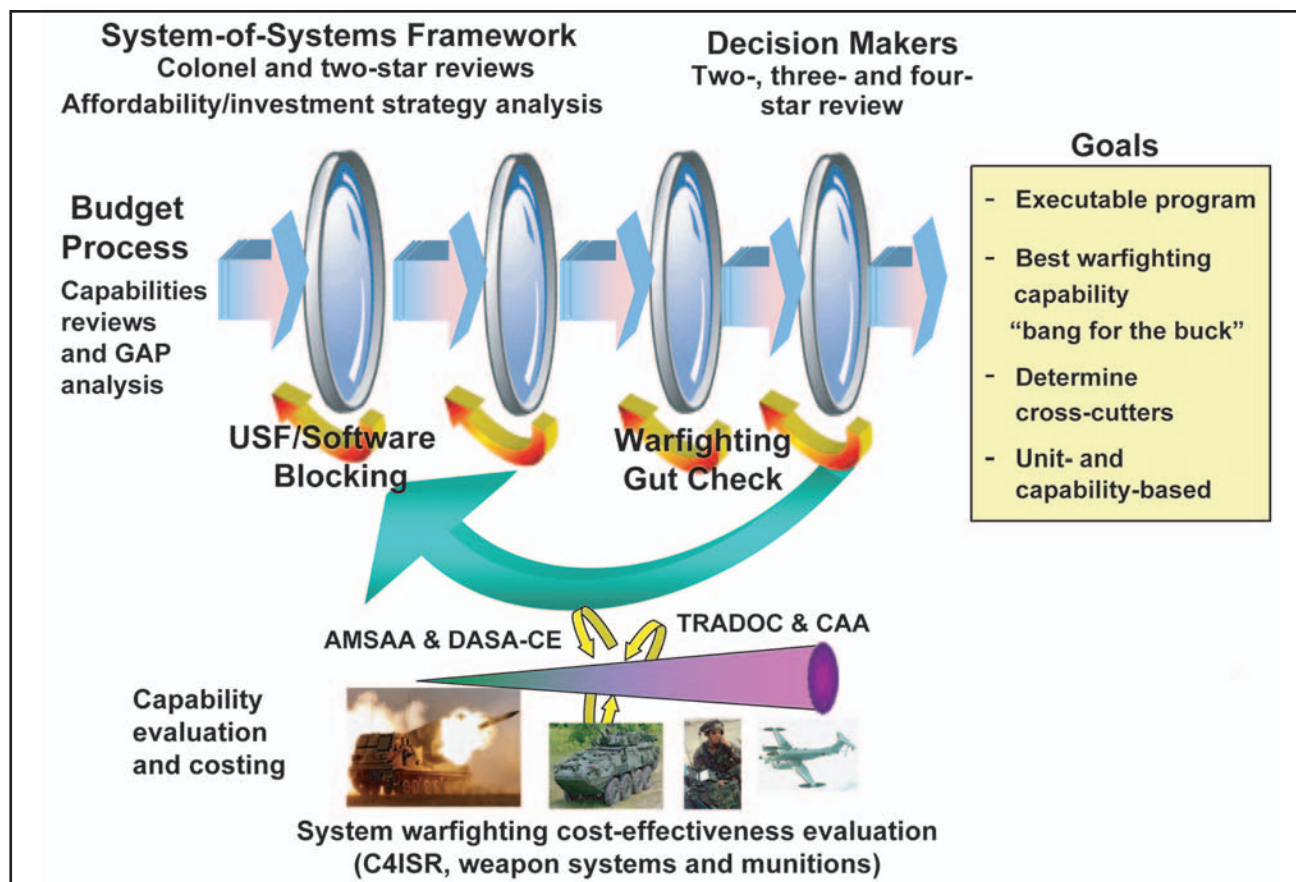 System-of-Systems Framework
Colonel and two-star reviews
Affordability/investment strategy analysis
Decision Makers
Two-, three- and four-
star review
Budget
Process
Capabilities
reviews
and GAP
analysis
Goals
- Executable program
- Best warfighting
capability
“bang for the buck”
- Determine
cross-cutters
- Unit- and
capability-based
USF/Software
Blocking
Warfighting
Gut Check
AMSAA & DASA-CE
TRADOC & CAA
Capability
evaluation
and costing
System warfighting cost-effectiveness evaluation
(C4ISR, weapon systems and munitions)